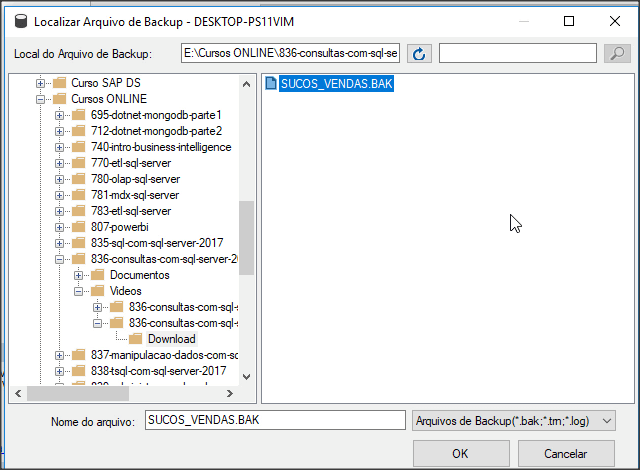 Localizar Arquivo de Backup - DESKTOP-PS11VIM
Local do Arquivo de Backup:
E:\Cursos ONLINE\836-consultas-com-sql-se
Curso SAP DS
Cursos ONLINE
695-dotnet-mongodb-parte1
712-dotnet-mongodb-parte2
740-intro-business-intelligence
770-etl-sql-server
780-olap-sql-server
781-mdx-sql-server
783-etl-sql-server
807-powerbi
835-sql-com-sql-server-2017
836-consultas-com-sql-server-2
Documentos
Videos
836-consultas-com-sql-s
836-consultas-com-sql-s
Download
837-manipulacao-dados-com-sq
838-tsql-com-sql-server-2017
SUCOS_VENDAS.BAK
Nome do arquivo:
SUCOS_VENDAS.BAK
Arquivos de Backup(*.bak;*.trn;*.log)
OK
Cancelar